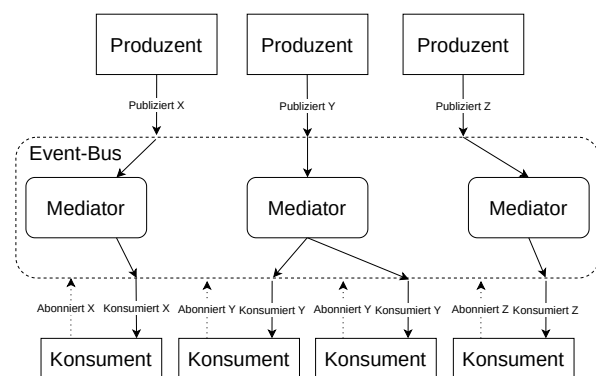 Produzent Produzent Produzent
Publiziert X Publiziert Y Publiziert Z
Event-Bus
Mediator Mediator Mediator
Abonniert X Konsumiert X Abonniert Y Konsumiert Y Abonniert Y Konsumiert Y Abonniert Z Konsumiert Z
Konsument Konsument Konsument Konsument